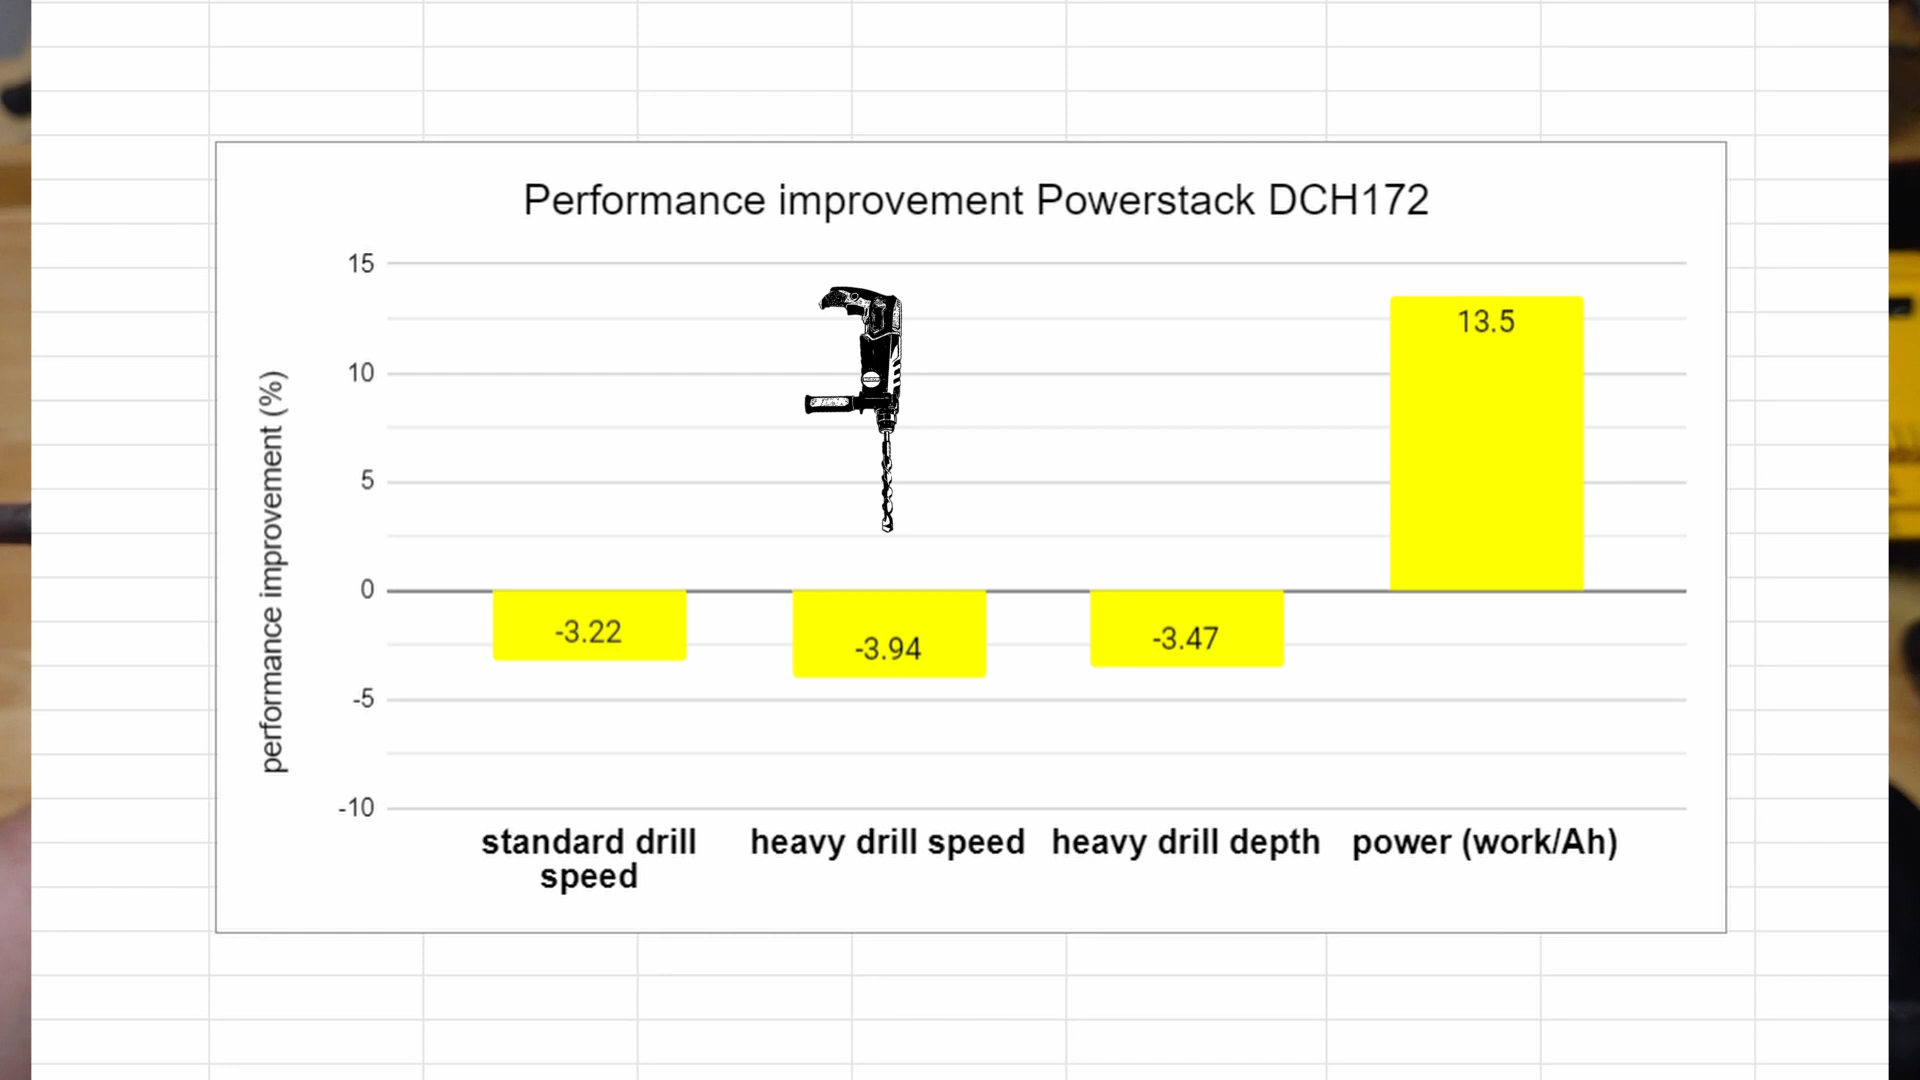 Performance improvement Powerstack DCH172
performance improvement (%)
15
10
5
0
-5
-10
13.5
-3.22
-3.94
-3.47
standard drill
speed
heavy drill speed
heavy drill depth
power (work/Ah)